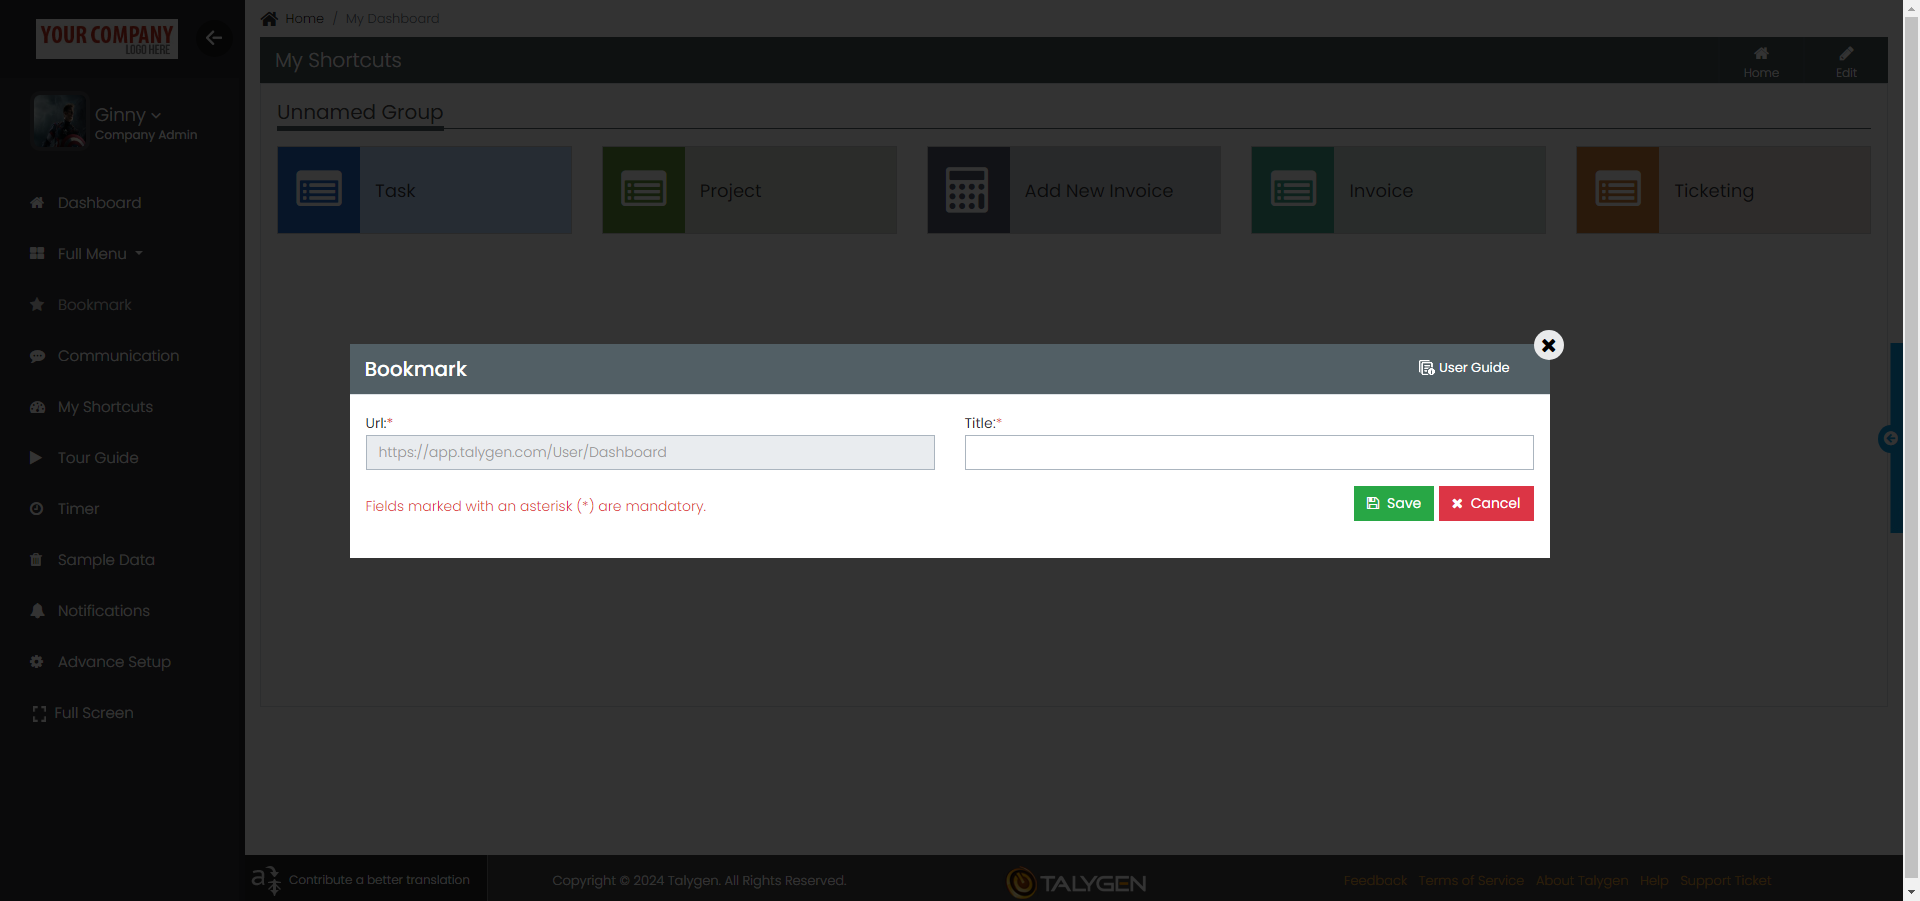 YOUR COMPANY
LOGO HERE
Home / My Dashboard
My Shortcuts
Home
Edit
Ginny
Company Admin
Unnamed Group
Task
Project
Add New Invoice
Invoice
Ticketing
Dashboard
Full Menu
Bookmark
Communication
My Shortcuts
Tour Guide
Timer
Sample Data
Notifications
Advance Setup
Full Screen
Bookmark
User Guide
Url:*
Title:*
https://app.talygen.com/User/Dashboard
Fields marked with an asterisk (*) are mandatory.
Save
Cancel
Contribute a better translation
Copyright © 2024 Talygen. All Rights Reserved.
TALYGEN
Feedback Terms of Service About Talygen Help Support Ticket